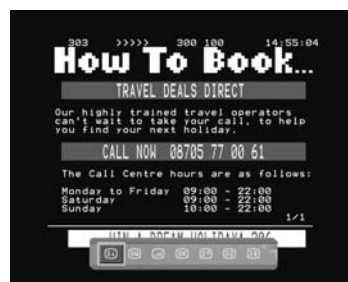 303 >>>>> 300 100 14:55:04
How To Book...
TRAVEL DEALS DIRECT
Our highly trained travel operators
can't wait to take your call, to help
you find your next holiday.
CALL NOW 08705 77 00 61
The Call Centre hours are as follows:
Monday to Friday 09:00 - 22:00
Saturday 09:00 - 22:00
Sunday 10:00 - 22:00
1/1
WIN A DREAM HOLIDAY